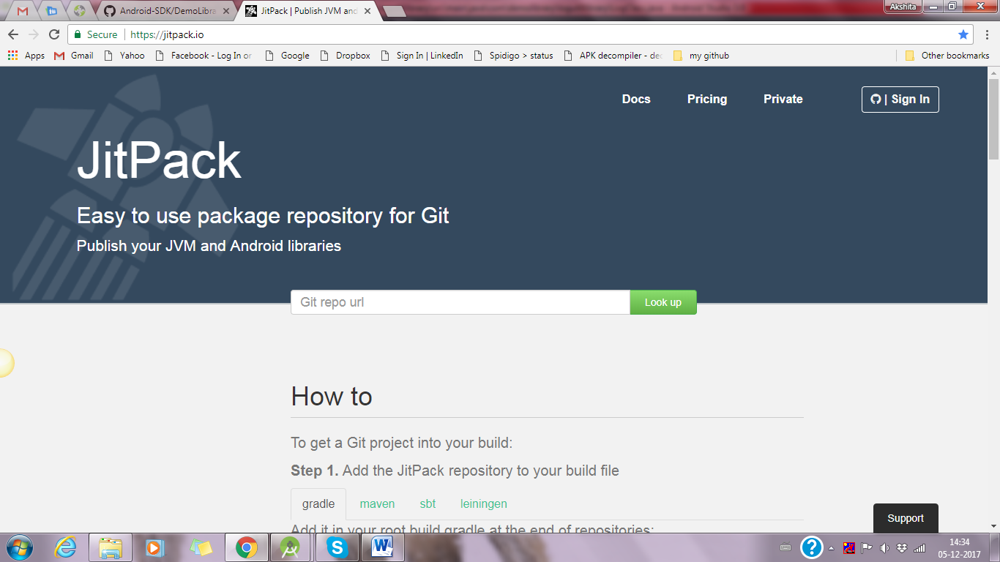 Akshita
Android-SDK/DemoLibra
JitPack | Publish JVM and
Secure
https://jitpack.io
Apps
Gmail
Yahoo
Facebook - Log In or
Google
Dropbox
Sign In | LinkedIn
Spidigo > status
APK decompiler - dec
my github
Other bookmarks
Docs
Pricing
Private
| Sign In
JitPack
Easy to use package repository for Git
Publish your JVM and Android libraries
Git repo url
Look up
How to
To get a Git project into your build:
Step 1. Add the JitPack repository to your build file
gradle
maven
sbt
leiningen
Add it in your root build.gradle at the end of repositories:
Support
14:34
05-12-2017